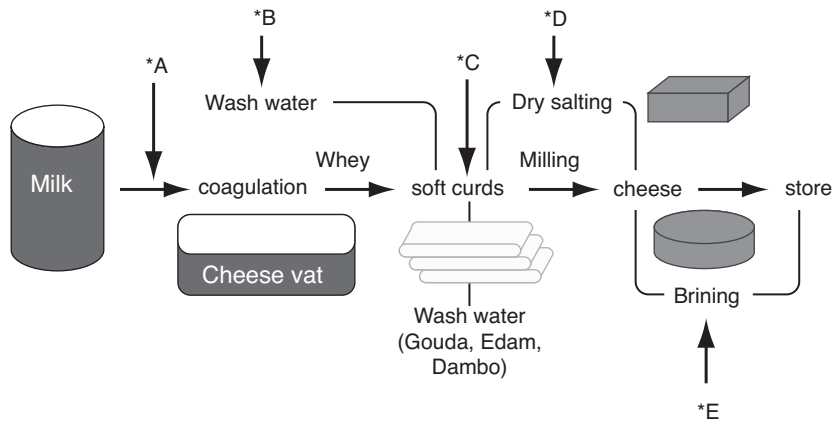 *B
*D
*A
*C
Wash water
Dry salting
Milk
Whey
Milling
coagulation
soft curds
cheese
store
Cheese vat
Wash water
(Gouda, Edam,
Dambo)
Brining
*E